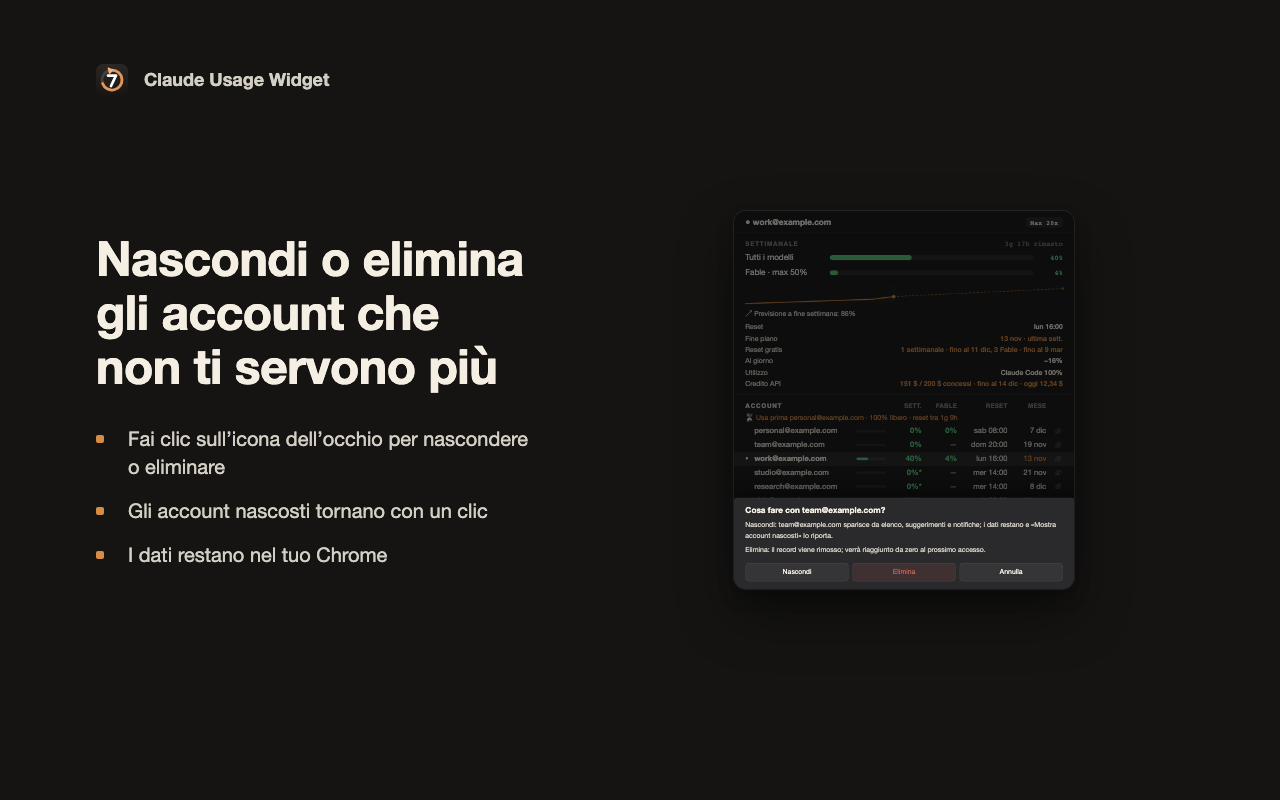 7 Claude Usage Widget
Nascondi o elimina
gli account che
non ti servono più
Fai clic sull’icona dell’occhio per nascondere
o eliminare
Gli account nascosti tornano con un clic
I dati restano nel tuo Chrome
work@example.com Max 20x
SETTIMANALE 3g 17h rimasto
Tutti i modelli 40%
Fable · max 50% 4%
Previsione a fine settimana: 86%
Reset lun 16:00
Fine piano 13 nov · ultima sett.
Reset gratis 1 settimanale · fino al 11 dic, 3 Fable · fino al 9 mar
Al giorno ~16%
Utilizzo Claude Code 100%
Credito API 151 $ / 200 $ concessi · fino al 14 dic · oggi 12,34 $
ACCOUNT SETT. FABLE RESET MESE
Usa prima personal@example.com · 100% libero · reset tra 1g 9h
personal@example.com 0% 0% sab 08:00 7 dic
team@example.com 0% — dom 20:00 19 nov
work@example.com 40% 4% lun 16:00 13 nov
studio@example.com 0%* — mer 14:00 21 nov
research@example.com 0%* — mer 14:00 8 dic
Cosa fare con team@example.com?
Nascondi: team@example.com sparisce da elenco, suggerimenti e notifiche; i dati restano e «Mostra
account nascosti» lo riporta.
Elimina: il record viene rimosso; verrà riaggiunto da zero al prossimo accesso.
Nascondi Elimina Annulla